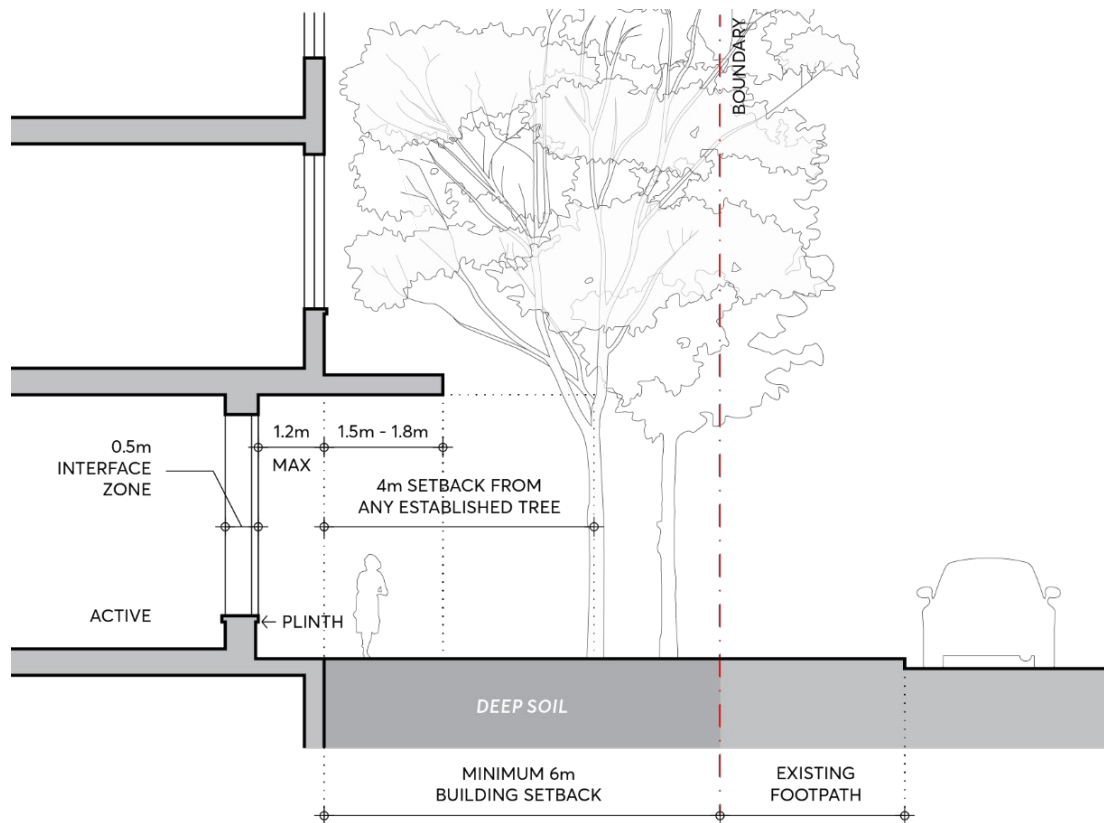 BOUNDARY
1.2m
MAX
1.5m - 1.8m
0.5m
INTERFACE
ZONE
4m SETBACK FROM
ANY ESTABLISHED TREE
ACTIVE
← PLINTH
DEEP SOIL
MINIMUM 6m
BUILDING SETBACK
EXISTING
FOOTPATH